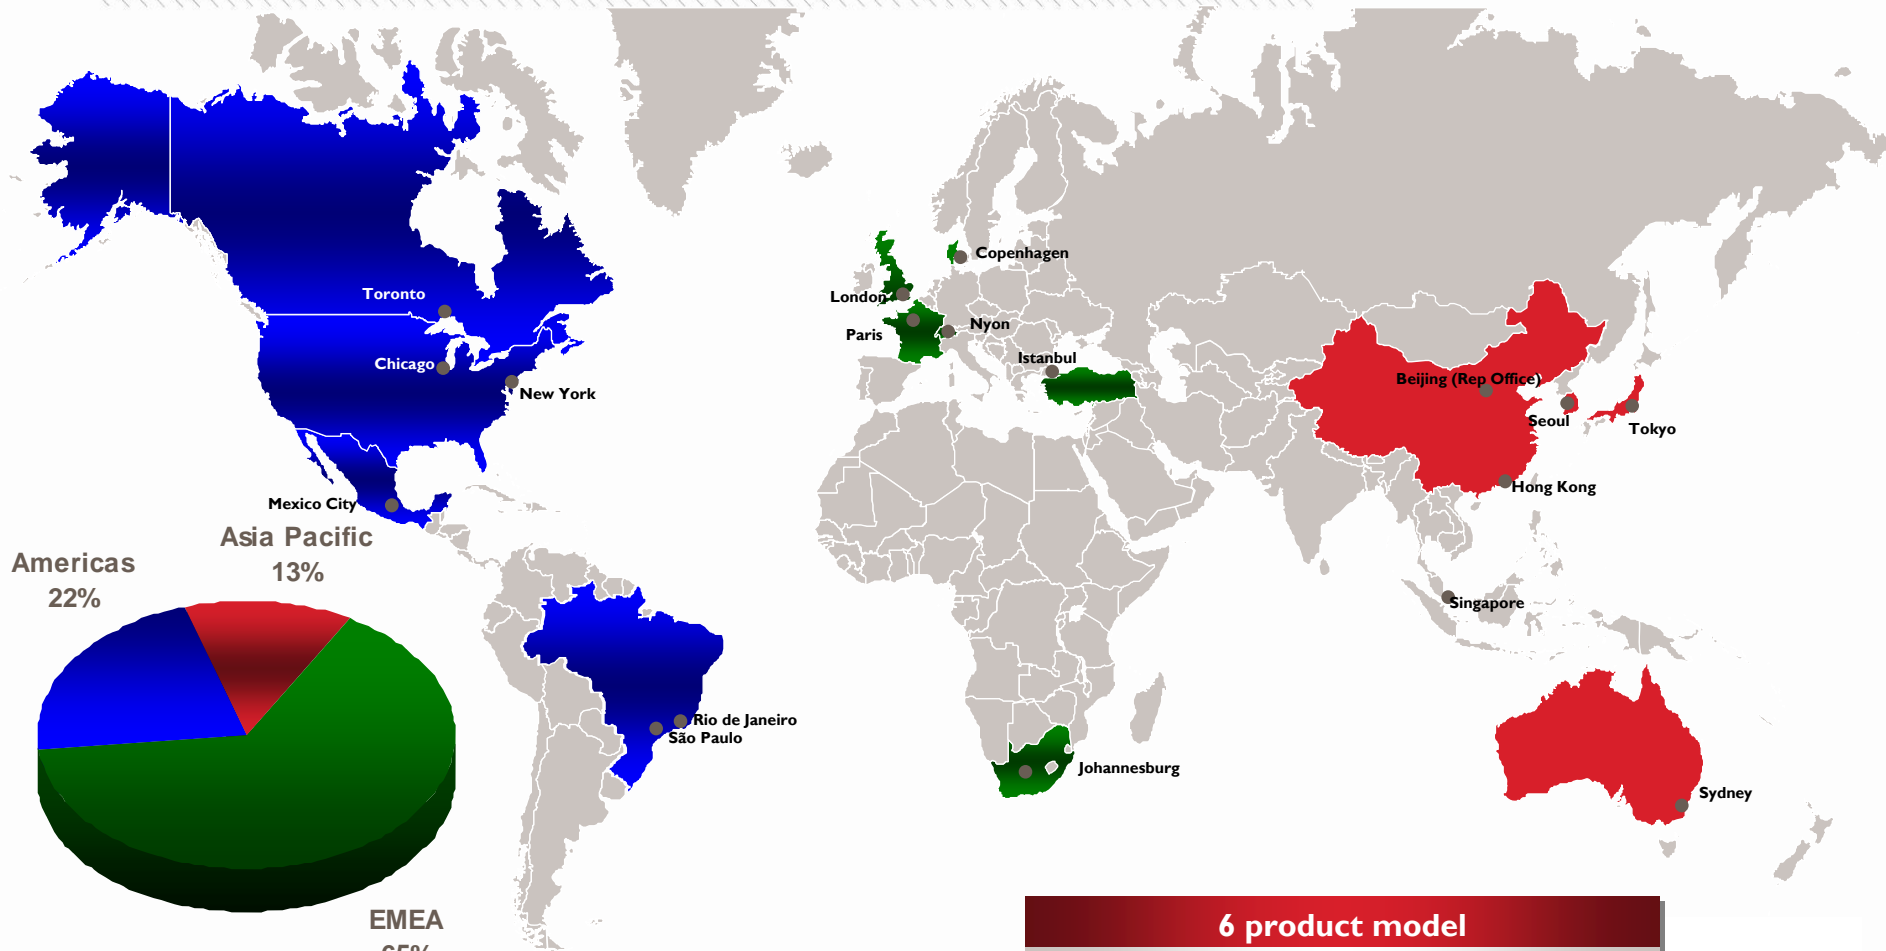 Copenhagen
London
Toronto
Nyon
Paris
Istanbul
Chicago
Beijing (Rep Office)
New York
Seoul
Tokyo
Hong Kong
Mexico City
Asia Pacific
13%
Americas
22%
Singapore
Rio de Janeiro
São Paulo
Johannesburg
Sydney
EMEA
65%
6 product model